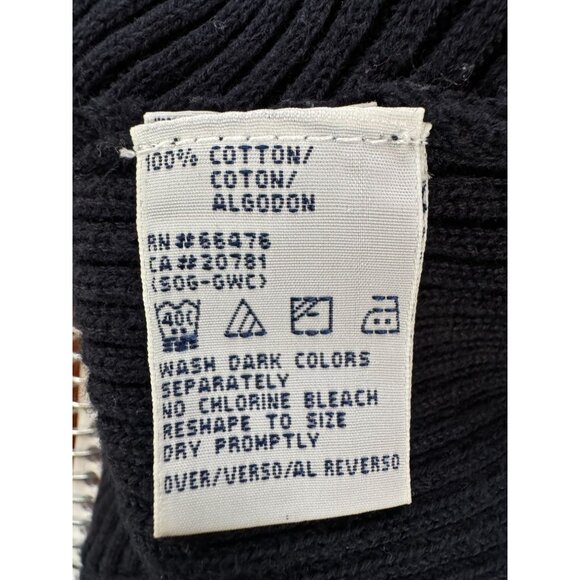 100% COTTON/
COTON/
ALGODON
RN#66476
CA#20781
(SOG-GWC)
40C
WASH DARK COLORS
SEPARATELY
NO CHLORINE BLEACH
RESHAPE TO SIZE
DRY PROMPTLY
OVER/VERSO/AL REVERSO